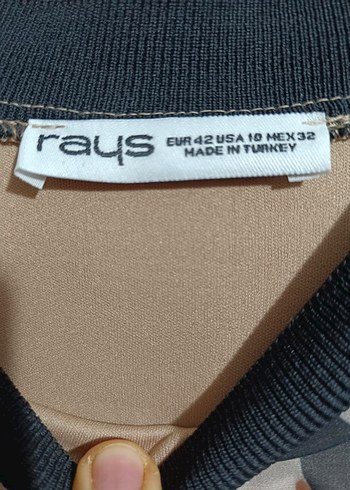 rays
EUR 42 USA 10 MEX 32
MADE IN TURKEY